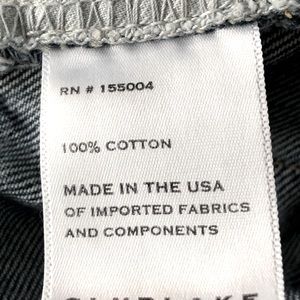 RN # 155004
100% COTTON
MADE IN THE USA
OF IMPORTED FABRICS
AND COMPONENTS